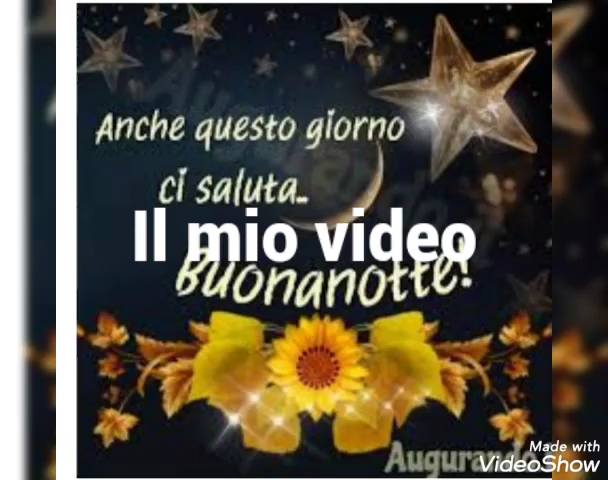 Anche questo giorno
ci saluta..
Il mio video
Buonanotte!
Made with
VideoShow